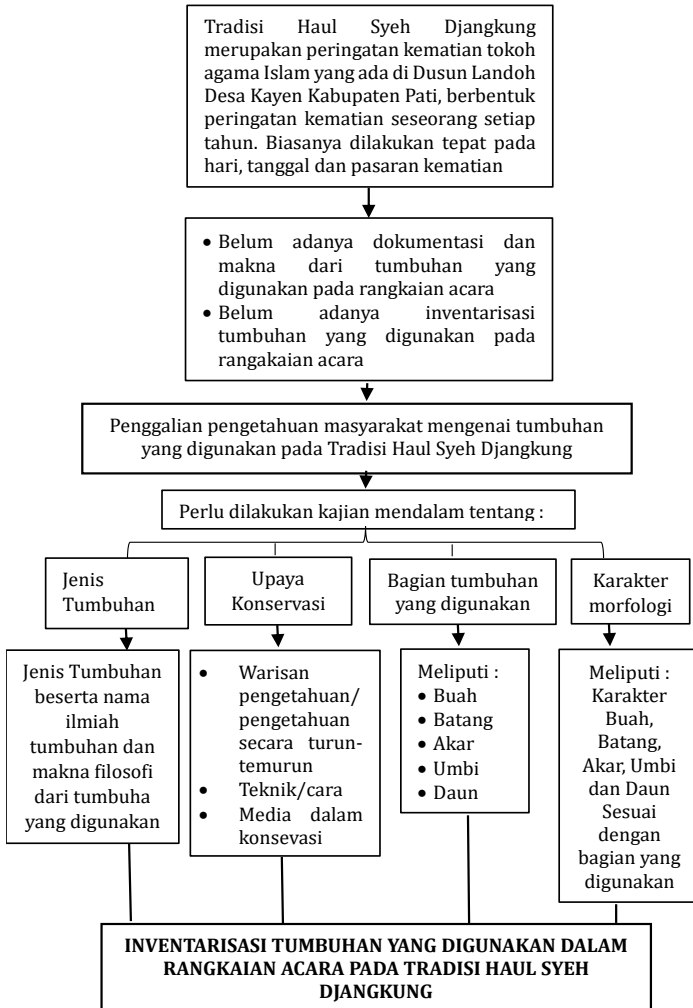 Tradisi Haul Syeh Djangkung
merupakan peringatan kematian tokoh
agama Islam yang ada di Dusun Landoh
Desa Kayen Kabupaten Pati, berbentuk
peringatan kematian seseorang setiap
tahun. Biasanya dilakukan tepat pada
hari, tanggal dan pasaran kematian
• Belum adanya dokumentasi dan
makna dari tumbuhan yang
digunakan pada rangkaian acara
• Belum adanya inventarisasi
tumbuhan yang digunakan pada
rangakaian acara
Penggalian pengetahuan masyarakat mengenai tumbuhan
yang digunakan pada Tradisi Haul Syeh Djangkung
Perlu dilakukan kajian mendalam tentang :
Jenis
Tumbuhan
Upaya
Konservasi
Bagian tumbuhan
yang digunakan
Karakter
morfologi
Jenis Tumbuhan
beserta nama
ilmiah
tumbuhan dan
makna filosofi
dari tumbuha
yang digunakan
• Warisan
pengetahuan/
pengetahuan
secara turun-
temurun
• Teknik/cara
• Media dalam
konsevasi
Meliputi :
• Buah
• Batang
• Akar
• Umbi
• Daun
Meliputi :
Karakter
Buah,
Batang,
Akar, Umbi
dan Daun
Sesuai
dengan
bagian yang
digunakan
INVENTARISASI TUMBUHAN YANG DIGUNAKAN DALAM
RANGKAIAN ACARA PADA TRADISI HAUL SYEH
DJANGKUNG